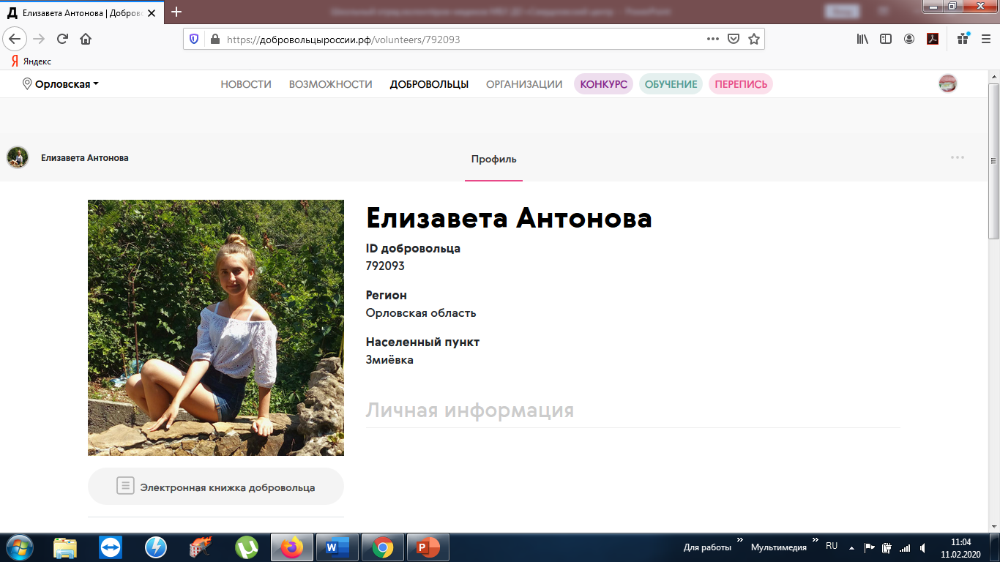 Елизавета Антонова | Доброво
https://добровольцыроссии.рф/volunteers/792093
Яндекс
Орловская
НОВОСТИ ВОЗМОЖНОСТИ ДОБРОВОЛЬЦЫ ОРГАНИЗАЦИИ КОНКУРС ОБУЧЕНИЕ ПЕРЕПИСЬ
Елизавета Антонова
Профиль
Елизавета Антонова
ID добровольца
792093
Регион
Орловская область
Населенный пункт
Змиёвка
Личная информация
Электронная книжка добровольца
Для работы
Мультимедиа
RU
11:04
11.02.2020